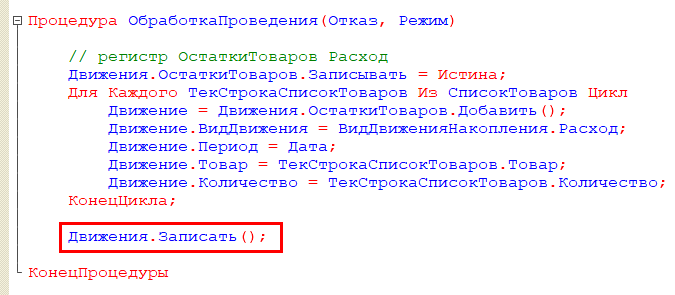 Процедура ОбработкаПроведения(Отказ, Режим)
// регистр ОстаткиТоваров Расход
Движения.ОстаткиТоваров.Записывать = Истина;
Для Каждого ТекСтрокаСписокТоваров Из СписокТоваров Цикл
Движение = Движения.ОстаткиТоваров.Добавить();
Движение.ВидДвижения = ВидДвиженияНакопления.Расход;
Движение.Период = Дата;
Движение.Товар = ТекСтрокаСписокТоваров.Товар;
Движение.Количество = ТекСтрокаСписокТоваров.Количество;
КонецЦикла;
Движения.Записать();
КонецПроцедуры